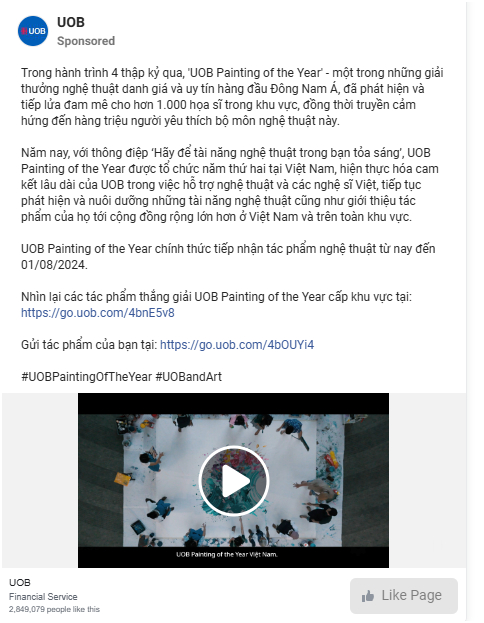 UOB
UOB
Sponsored
Trong hành trình 4 thập kỷ qua, 'UOB Painting of the Year' - một trong những giải
thưởng nghệ thuật danh giá và uy tín hàng đầu Đông Nam Á, đã phát hiện và
tiếp lửa đam mê cho hơn 1.000 họa sĩ trong khu vực, đồng thời truyền cảm
hứng đến hàng triệu người yêu thích bộ môn nghệ thuật này.
Năm nay, với thông điệp ‘Hãy để tài năng nghệ thuật trong bạn tỏa sáng’, UOB
Painting of the Year được tổ chức năm thứ hai tại Việt Nam, hiện thực hóa cam
kết lâu dài của UOB trong việc hỗ trợ nghệ thuật và các nghệ sĩ Việt, tiếp tục
phát hiện và nuôi dưỡng những tài năng nghệ thuật cũng như giới thiệu tác
phẩm của họ tới cộng đồng rộng lớn hơn ở Việt Nam và trên toàn khu vực.
UOB Painting of the Year chính thức tiếp nhận tác phẩm nghệ thuật từ nay đến
01/08/2024.
Nhìn lại các tác phẩm thắng giải UOB Painting of the Year cấp khu vực tại:
https://go.uob.com/4bnE5v8
Gửi tác phẩm của bạn tại: https://go.uob.com/4bOUYi4
#UOBPaintingOfTheYear #UOBandArt
UOB Painting of the Year Việt Nam.
UOB
Financial Service
2,849,079 people like this
Like Page